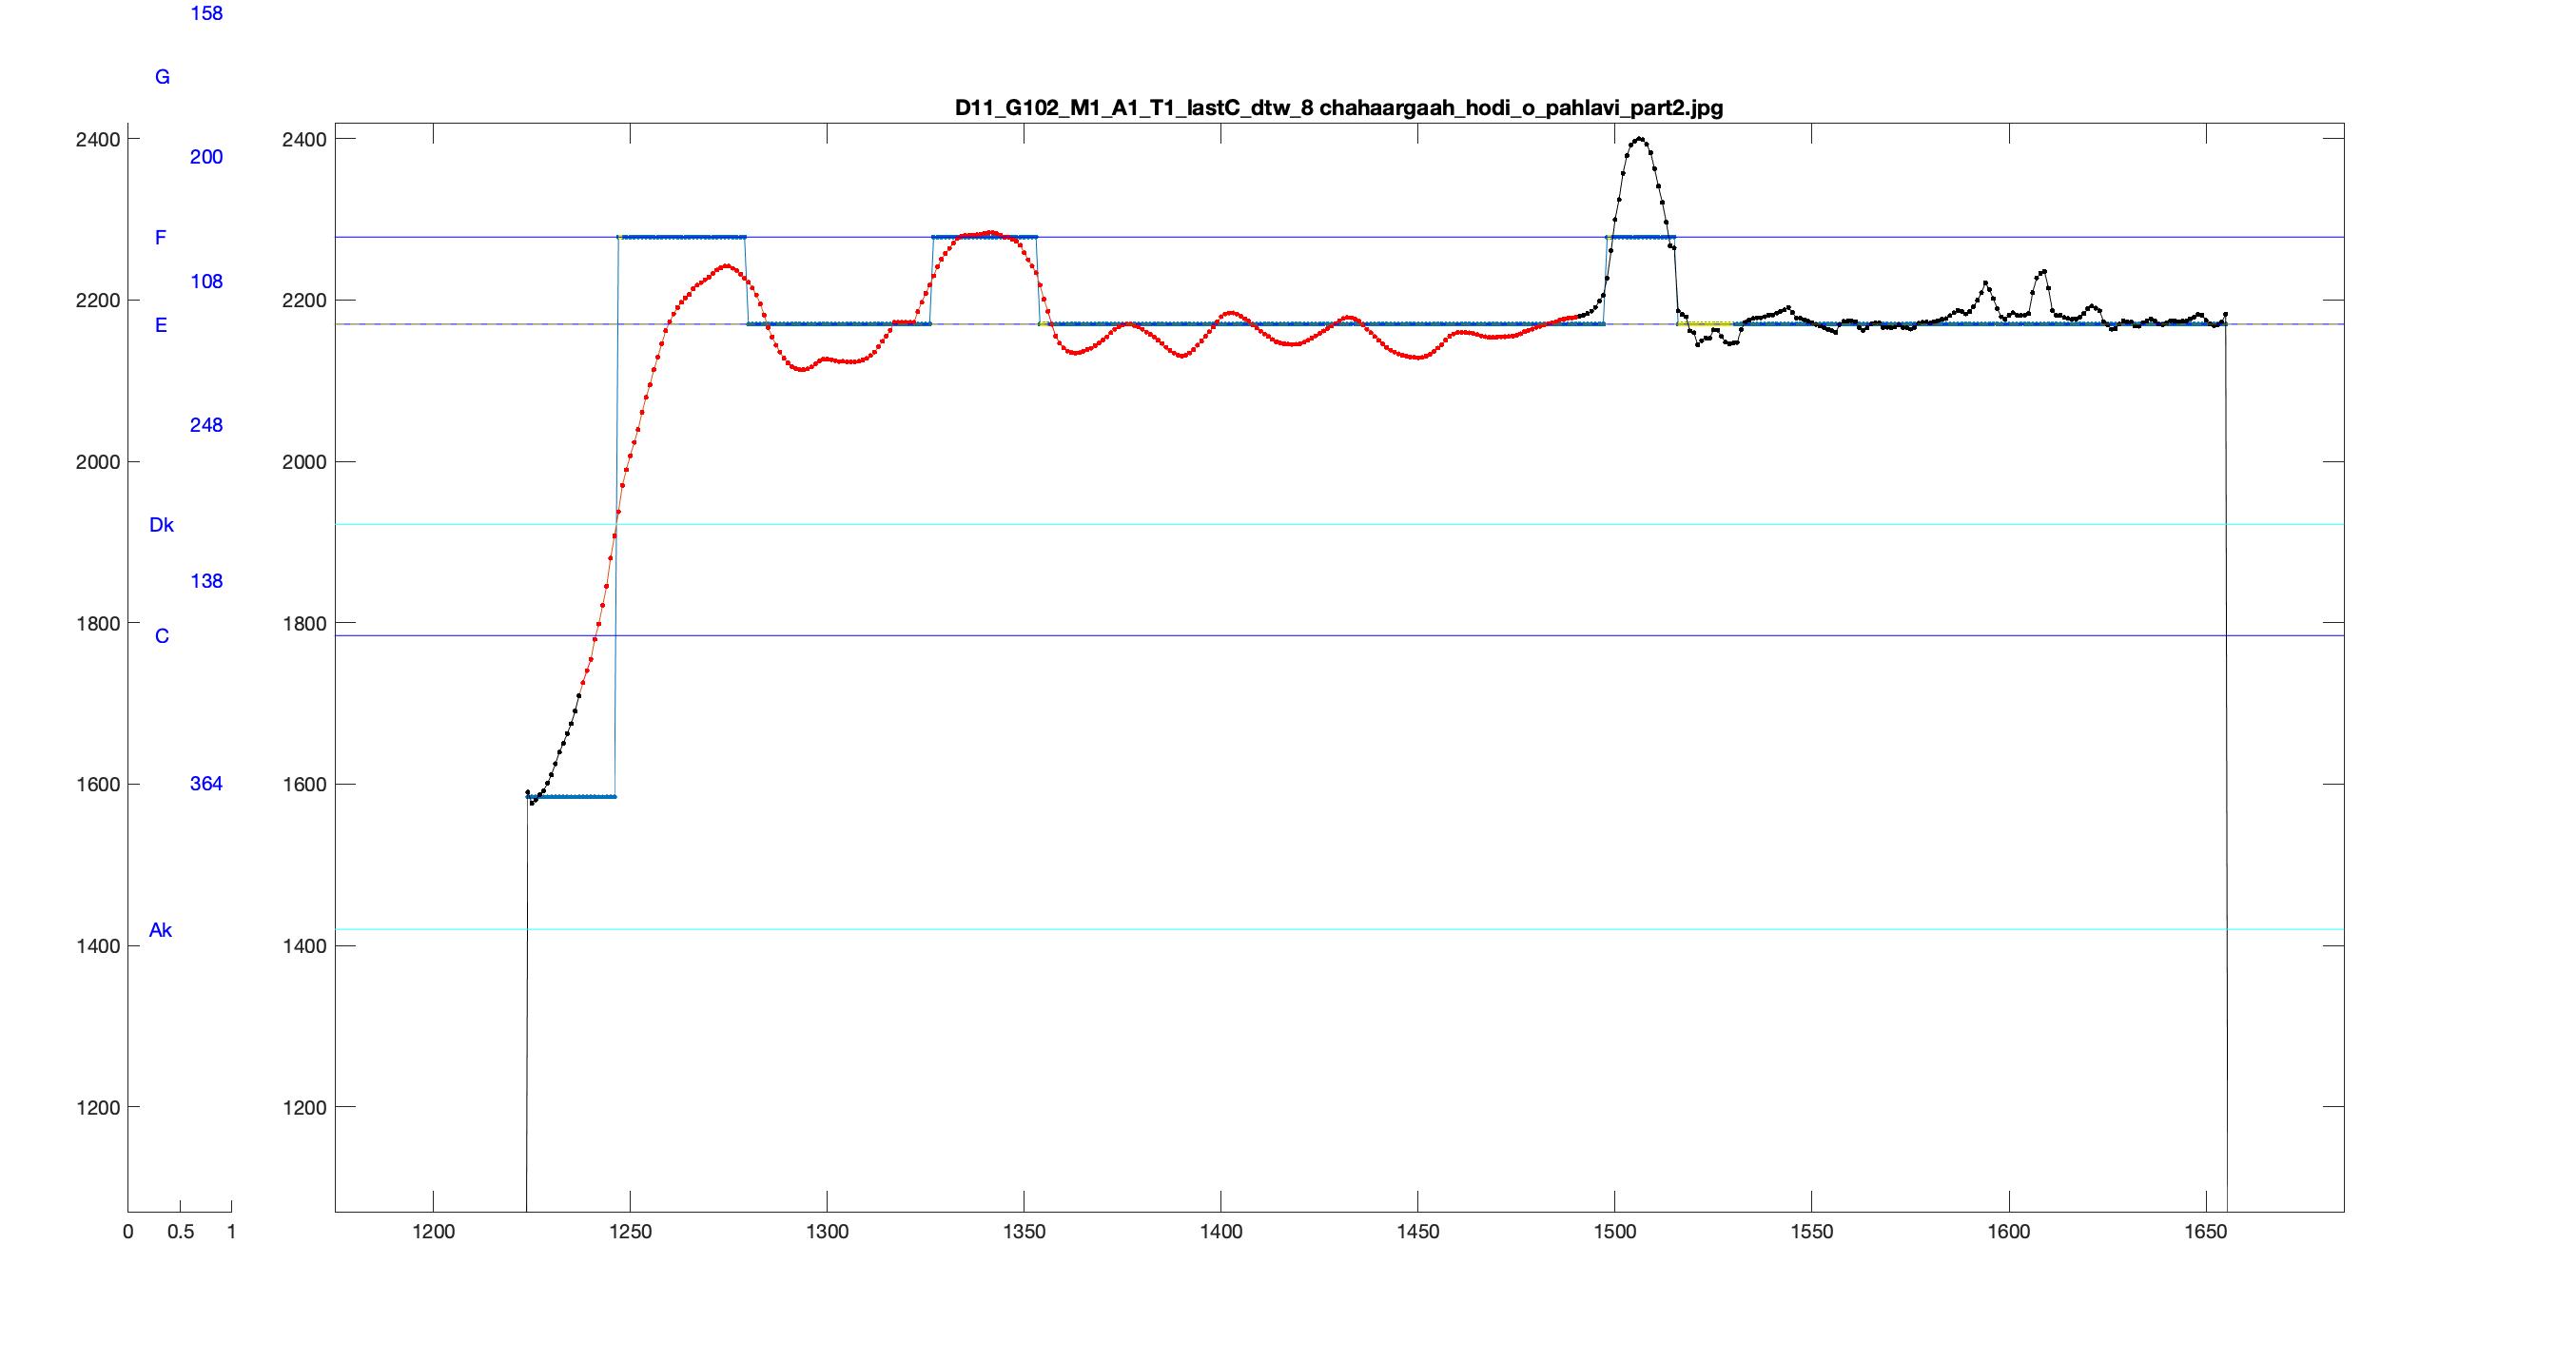 158
G
D11_G102_M1_A1_T1_lastC_dtw_8 chahaargaah_hodi_o_pahlavi_part2.jpg
2400 200 2400
F
108
2200 E 2200
248
2000 2000
Dk
138
1800 C 1800
1600 364 1600
Ak
1400 1400
1200 1200
0 0.5 1 1200 1250 1300 1350 1400 1450 1500 1550 1600 1650